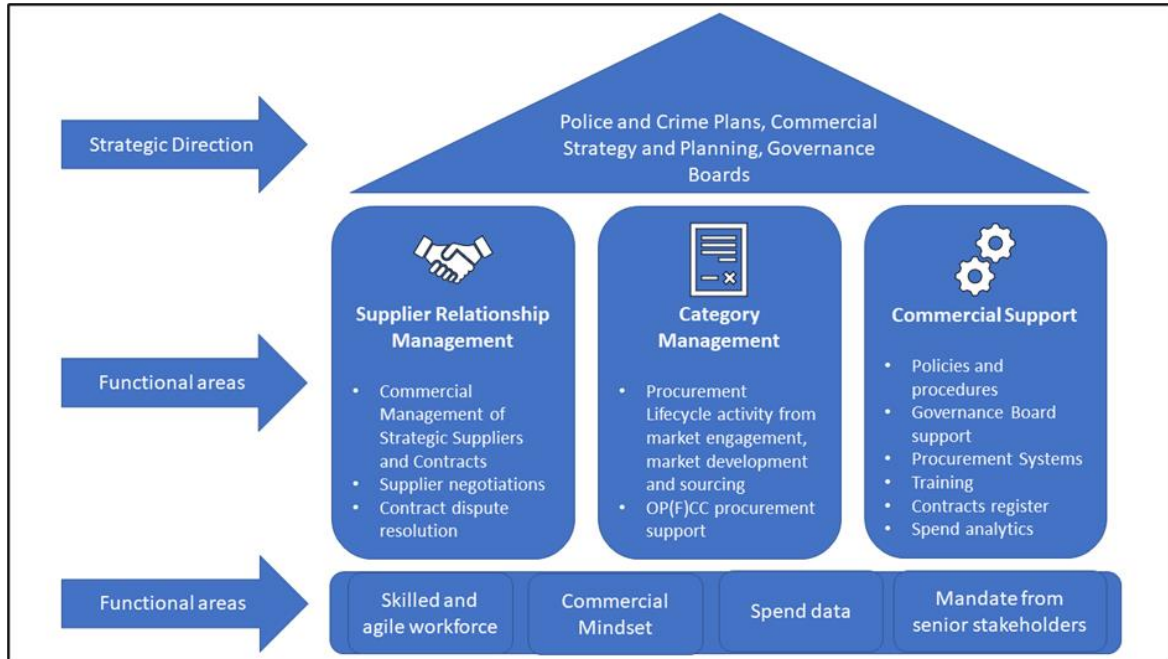 Strategic Direction
Police and Crime Plans, Commercial
Strategy and Planning, Governance
Boards
Functional areas
Supplier Relationship
Management
• Commercial
Management of
Strategic Suppliers
and Contracts
• Supplier negotiations
• Contract dispute
resolution
Category
Management
• Procurement
Lifecycle activity from
market engagement,
market development
and sourcing
• OP(F)CC procurement
support
Commercial Support
• Policies and
procedures
• Governance Board
support
• Procurement Systems
• Training
• Contracts register
• Spend analytics
Functional areas
Skilled and
agile workforce
Commercial
Mindset
Spend data
Mandate from
senior stakeholders